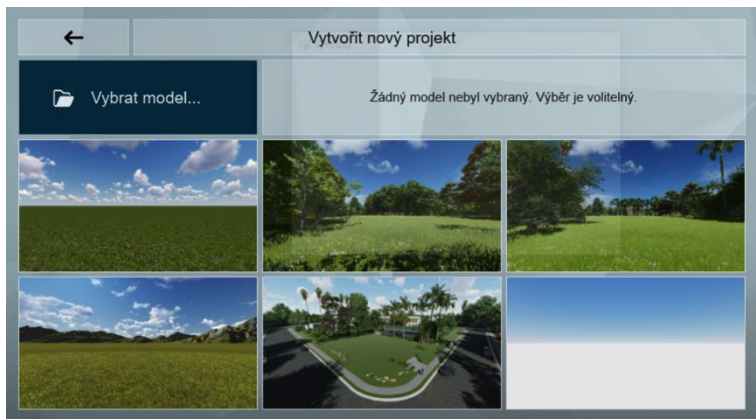 Vytvořit nový projekt
Vybrat model...
Žádný model nebyl vybraný. Výběr je volitelný.